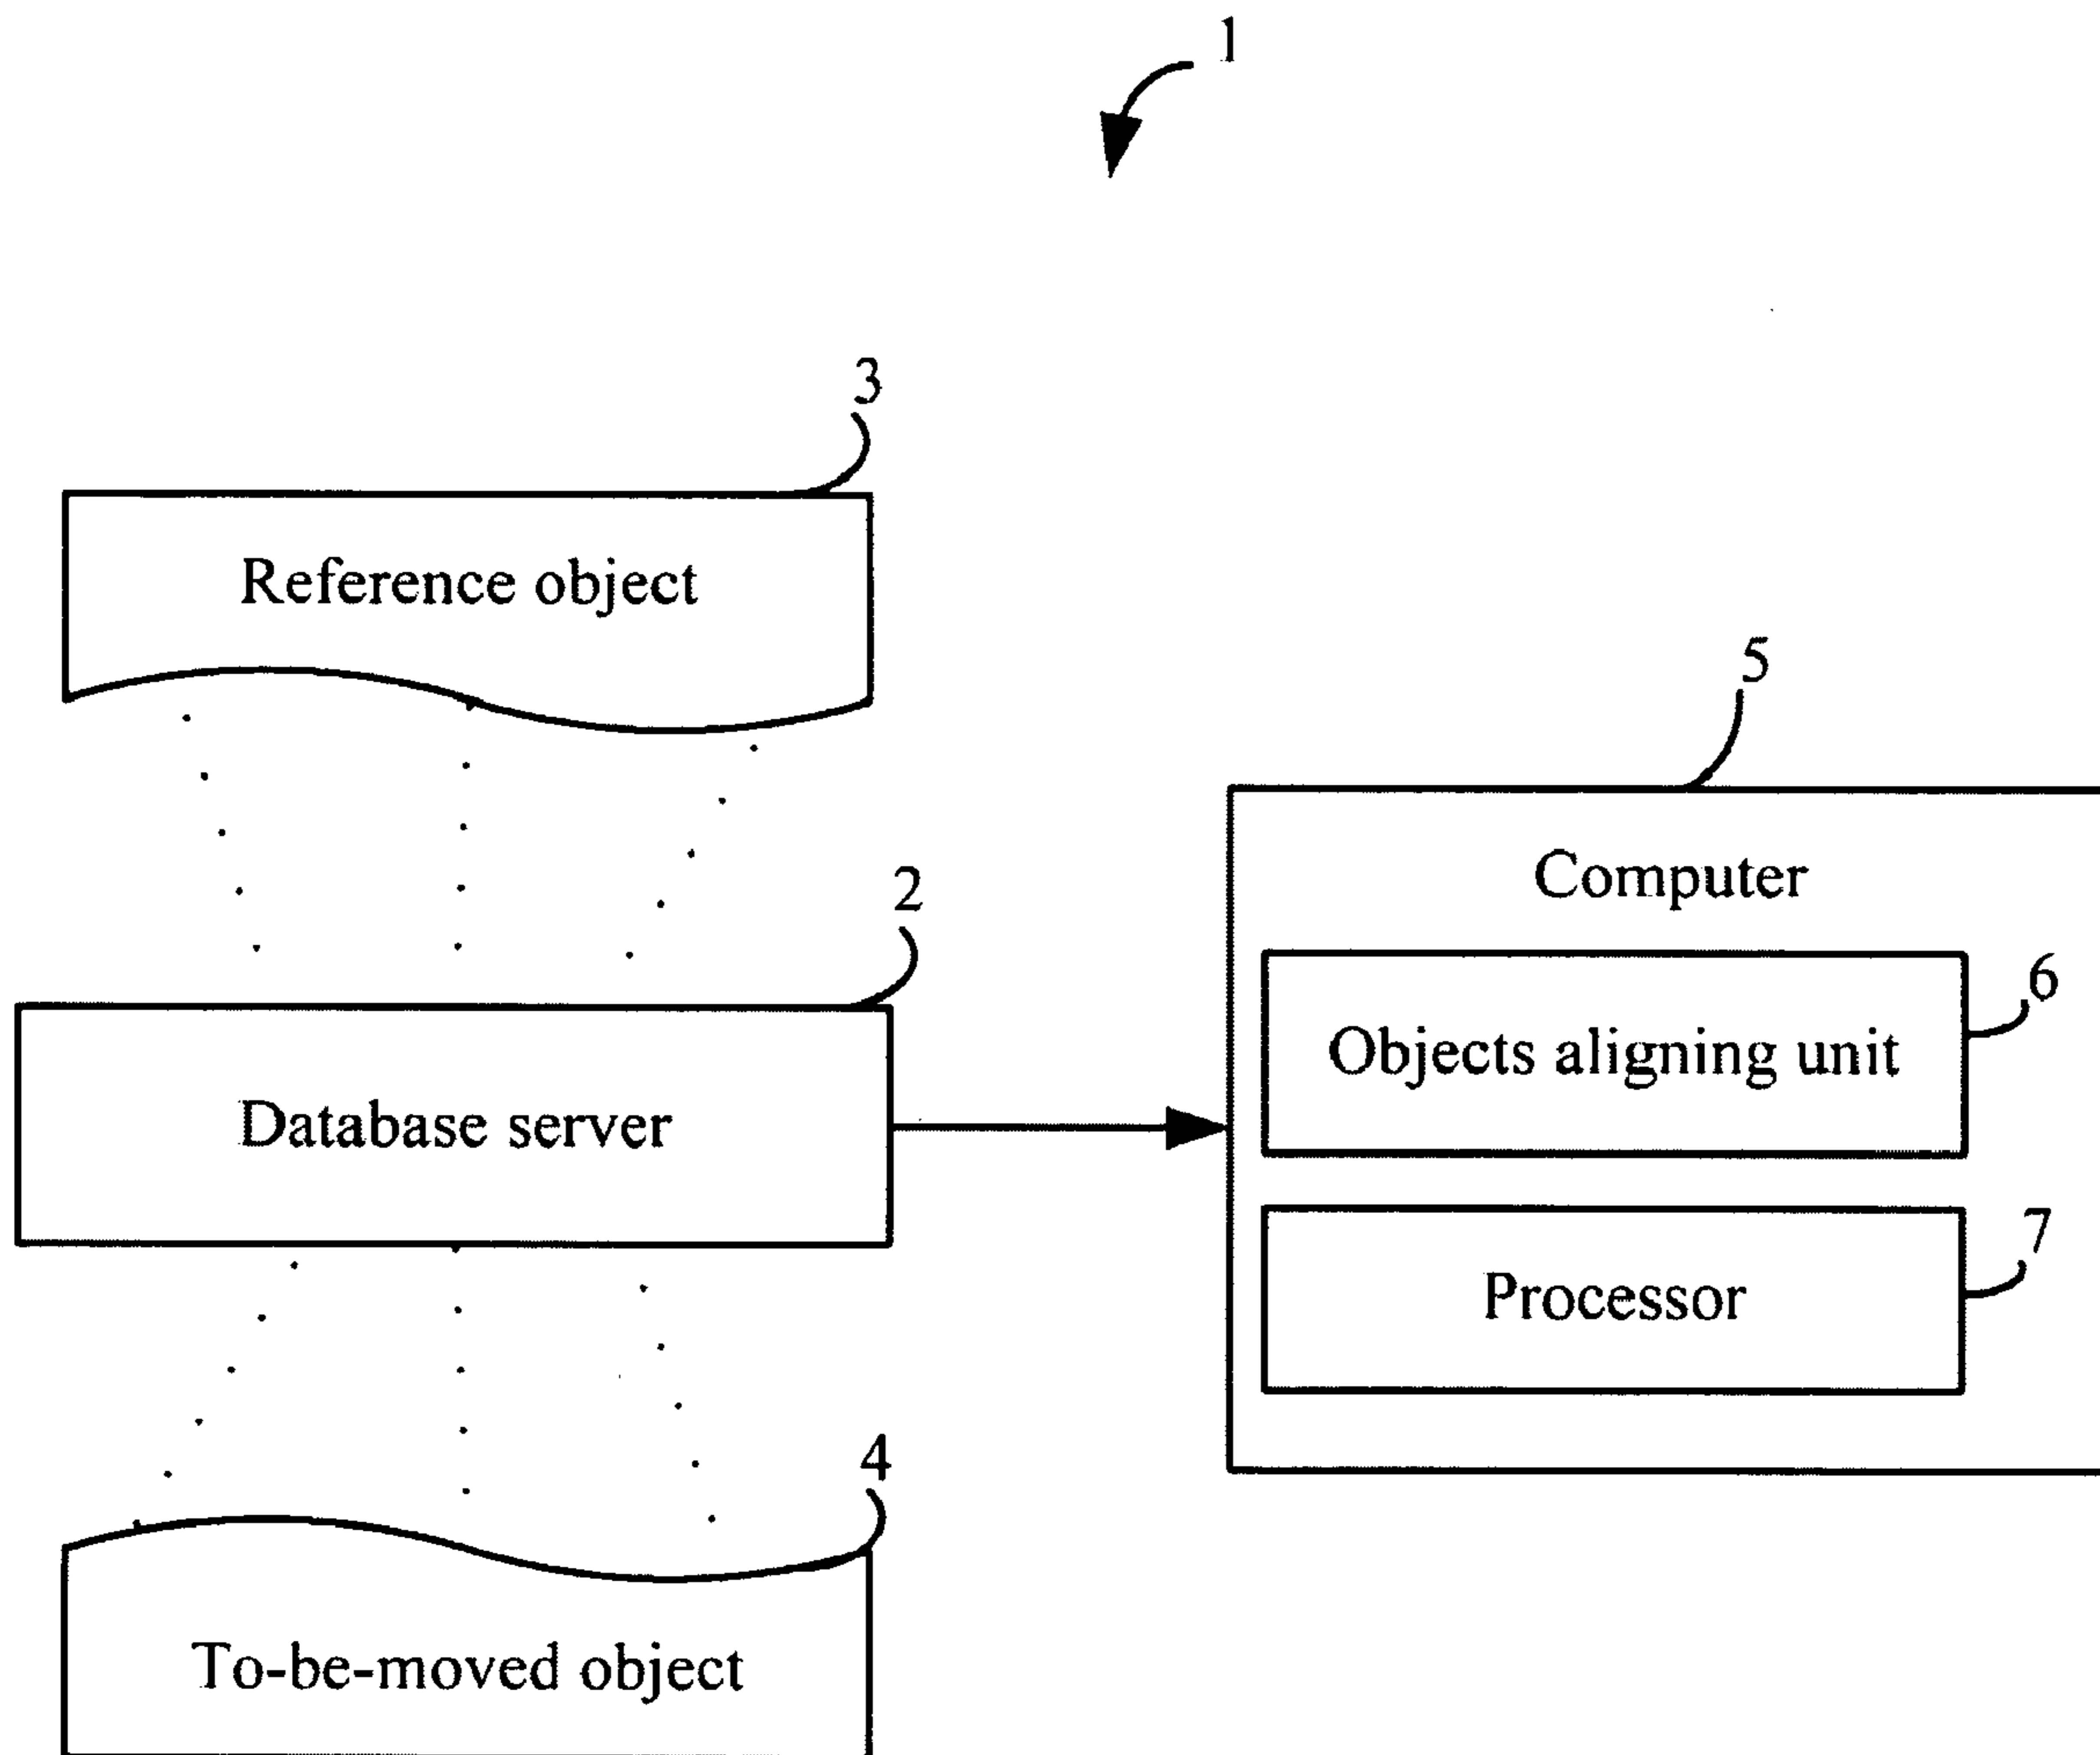 1
3
Reference object
5
Computer
2
6
Objects aligning unit
Database server
7
Processor
4
To-be-moved object